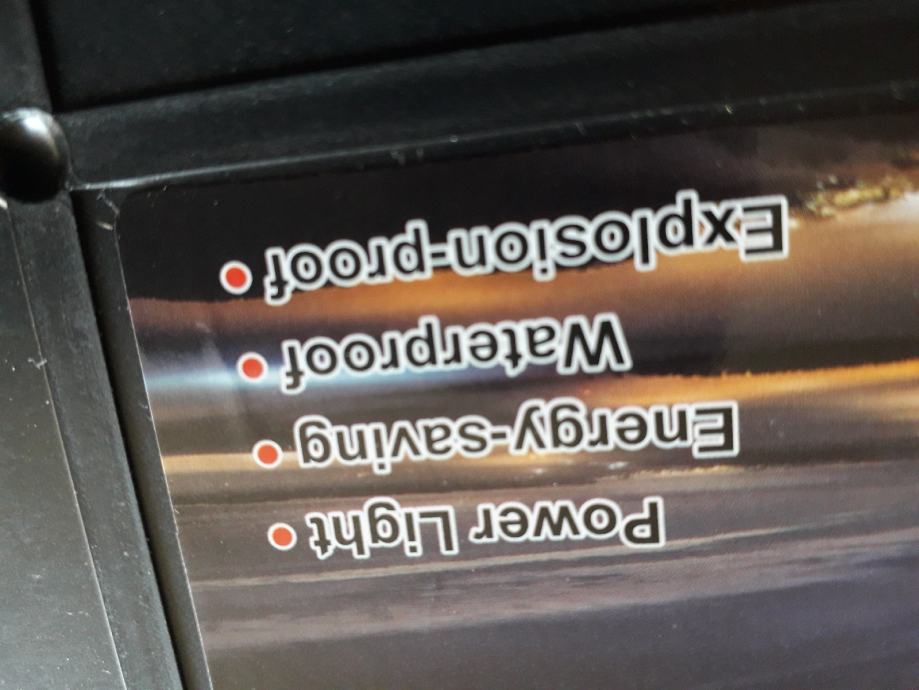 Power Light •
Energy-saving •
Waterproof •
Explosion-proof •